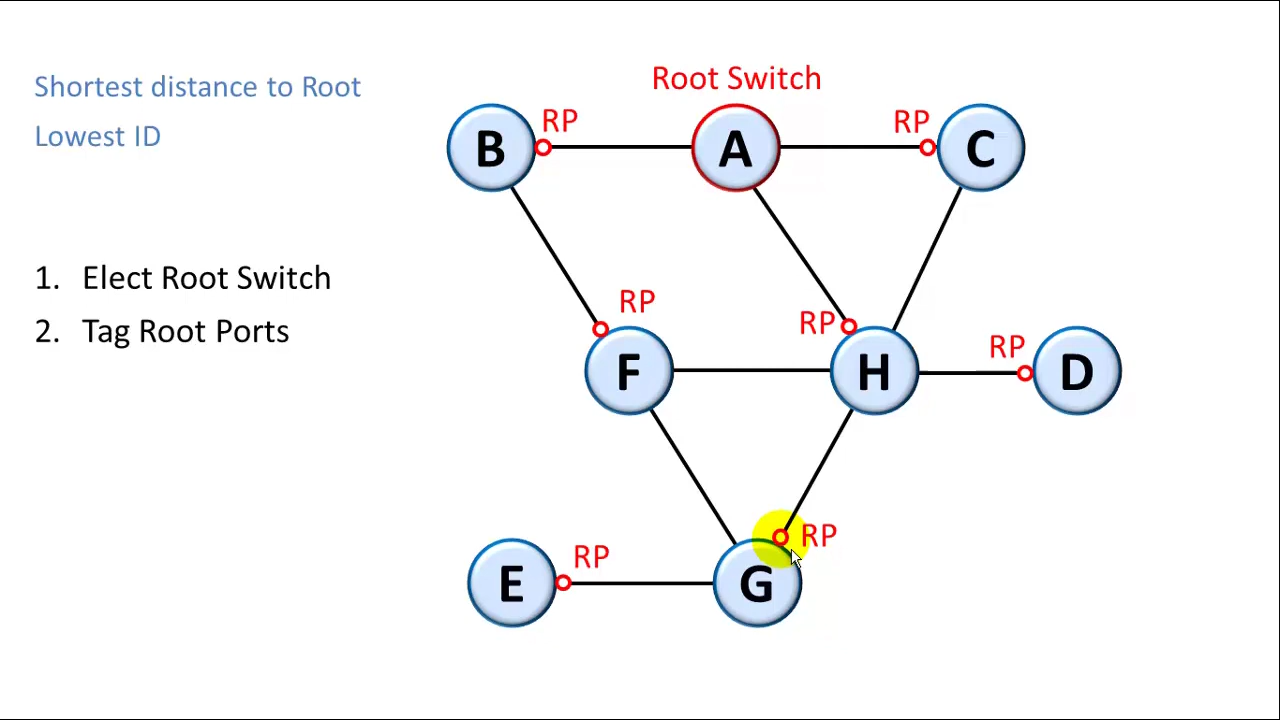 Shortest distance to Root
Lowest ID
1. Elect Root Switch
2. Tag Root Ports
Root Switch
B RP A RP C
RP
RP
F H RP D
RP
E RP G